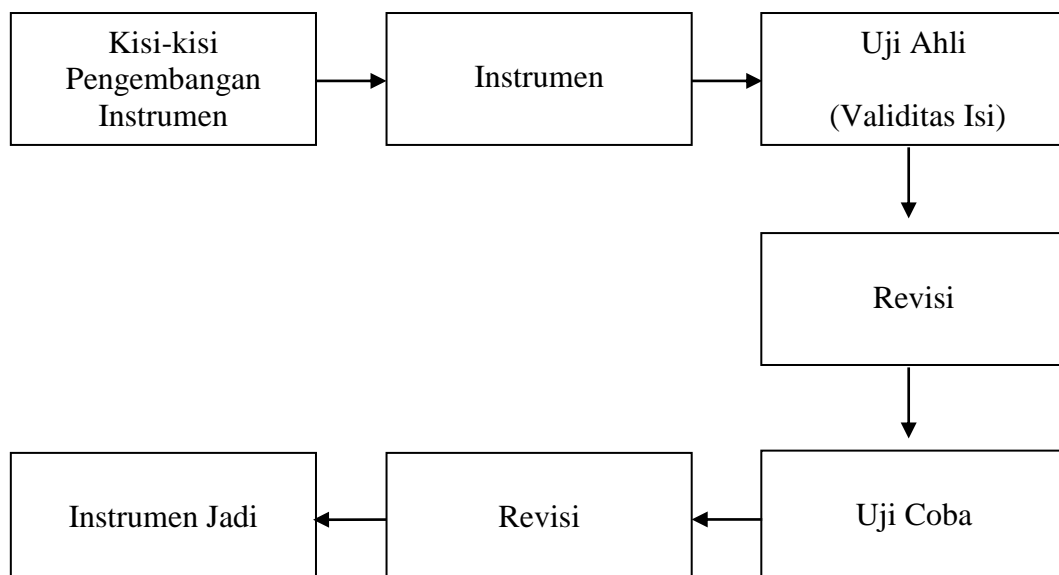 Kisi-kisi
Pengembangan
Instrumen
Instrumen
Uji Ahli
(Validitas Isi)
Revisi
Uji Coba
Revisi
Instrumen Jadi